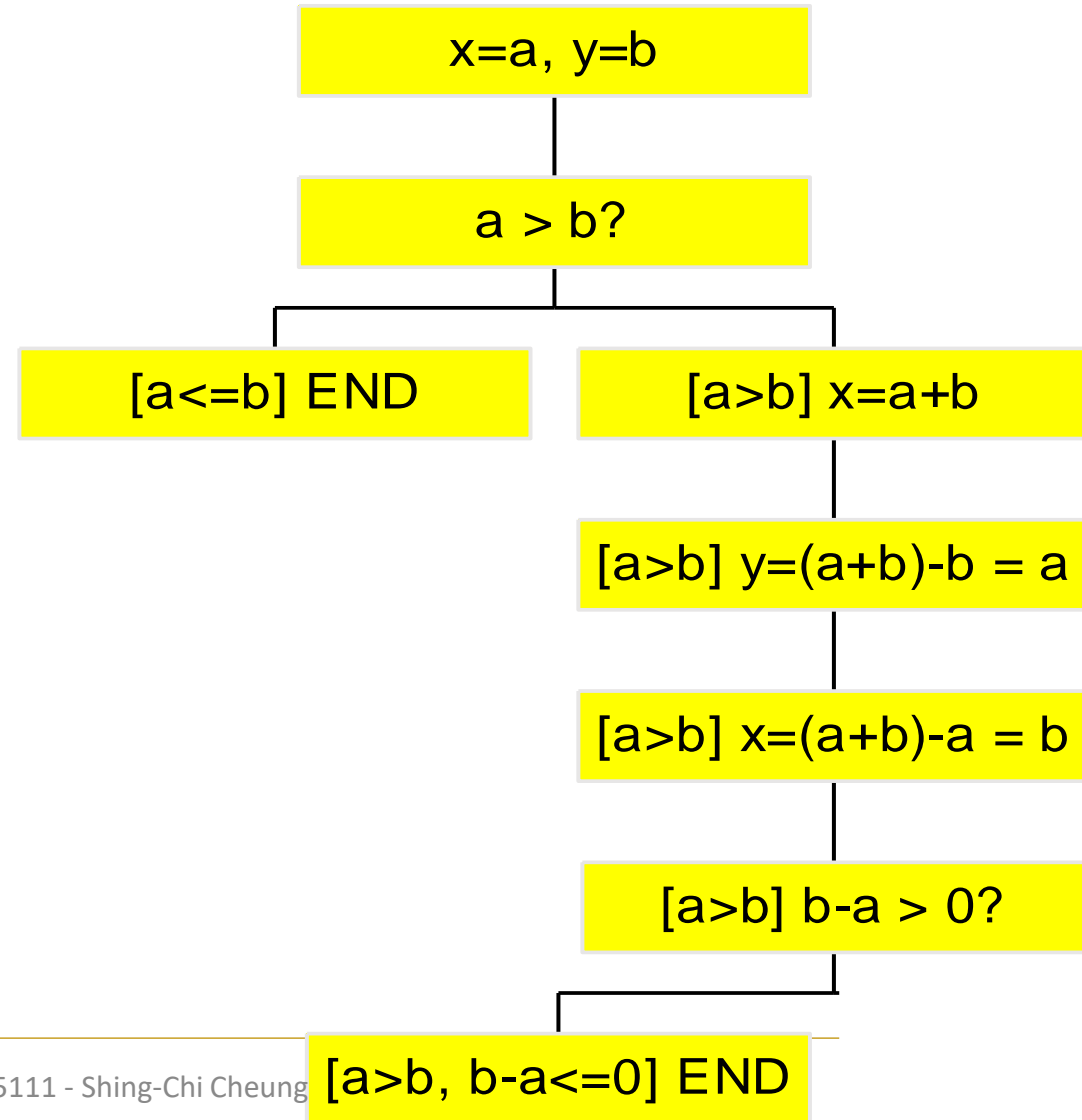 x=a, y=b
a > b?
[a<=b] END
[a>b] x=a+b
[a>b] y=(a+b)-b = a
[a>b] x=(a+b)-a = b
[a>b] b-a > 0?
[a>b, b-a<=0] END
5111 - Shing-Chi Cheung